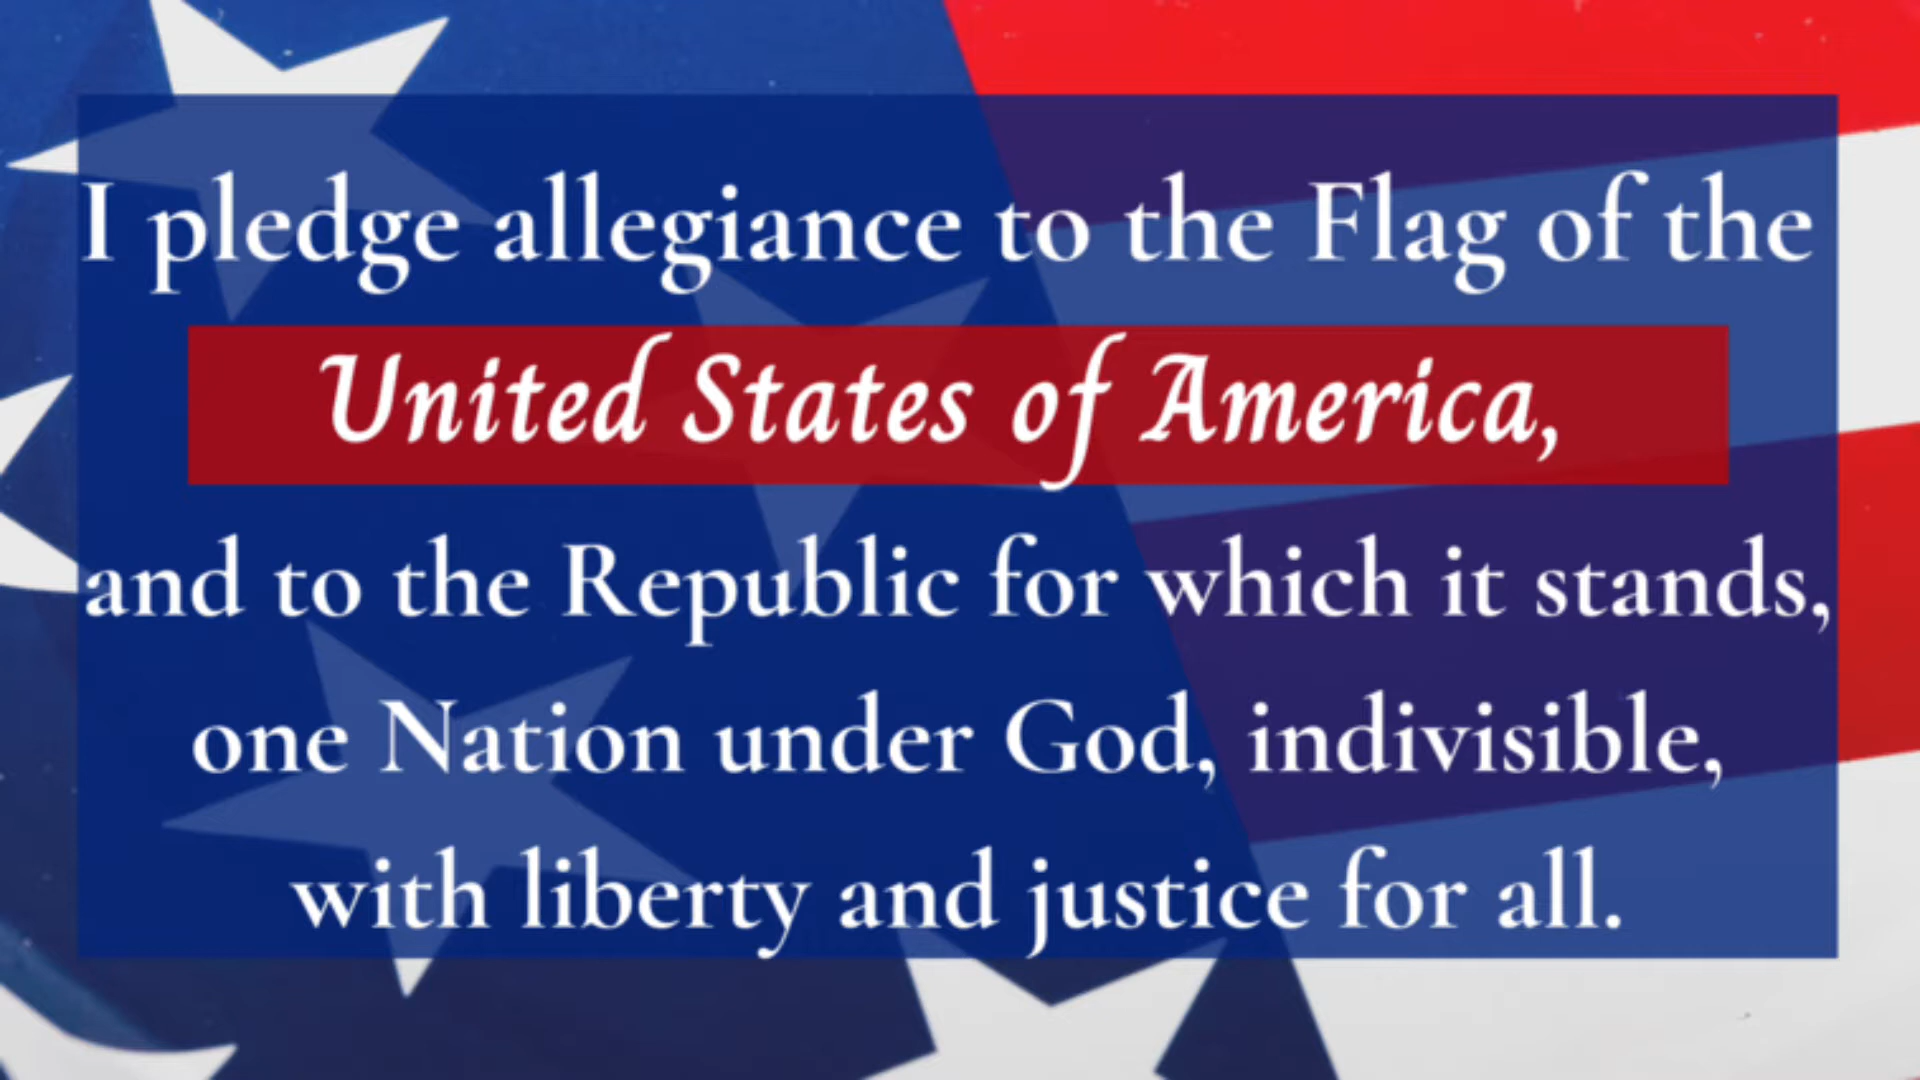 I pledge allegiance to the Flag of the
United States of America,
and to the Republic for which it stands,
one Nation under God, indivisible,
with liberty and justice for all.